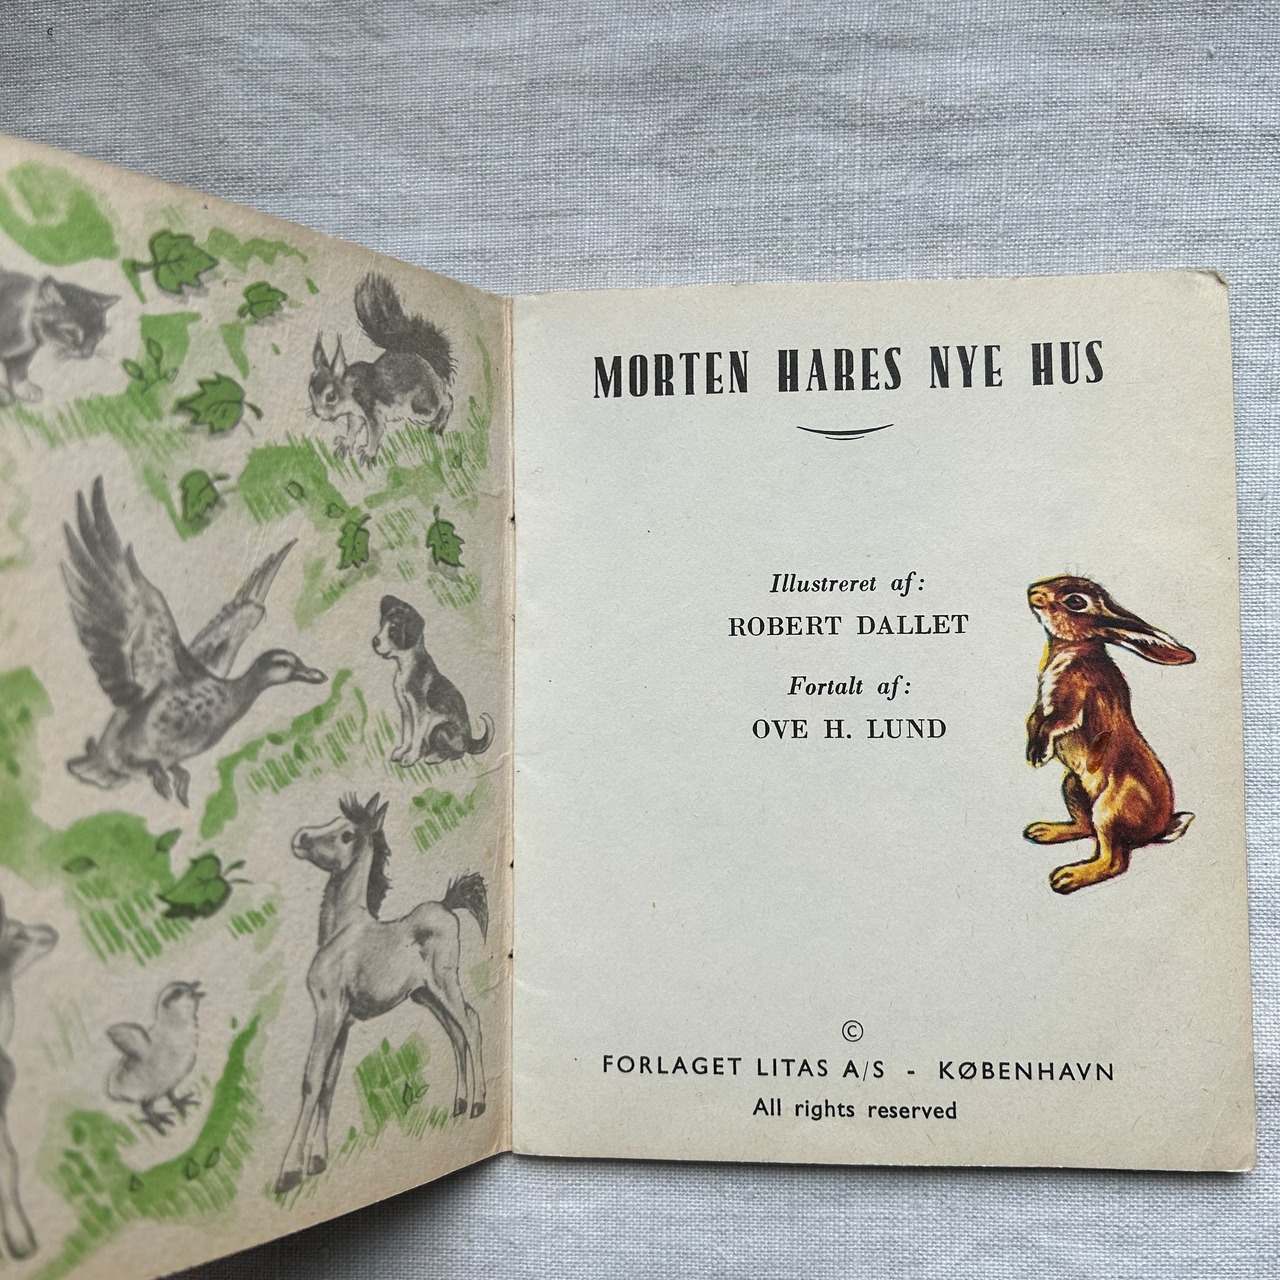 MORTEN HARES NYE HUS
Illustreret af:
ROBERT DALLET
Fortalt af:
OVE H. LUND
©
FORLAGET LITAS A/S - KØBENHAVN
All rights reserved